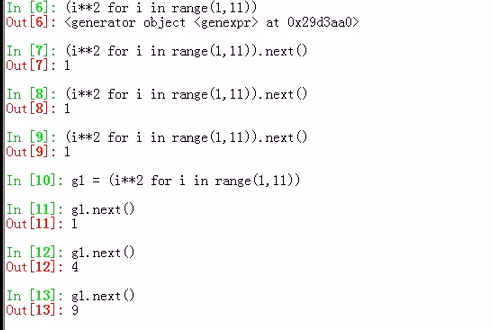 In [6]: (i**2 for i in range(1,11))
Out[6]: <generator object <genexpr> at 0x29d3aa0>
In [7]: (i**2 for i in range(1,11)).next()
Out[7]: 1
In [8]: (i**2 for i in range(1,11)).next()
Out[8]: 1
In [9]: (i**2 for i in range(1,11)).next()
Out[9]: 1
In [10]: g1 = (i**2 for i in range(1,11))
In [11]: g1.next()
Out[11]: 1
In [12]: g1.next()
Out[12]: 4
In [13]: g1.next()
Out[13]: 9